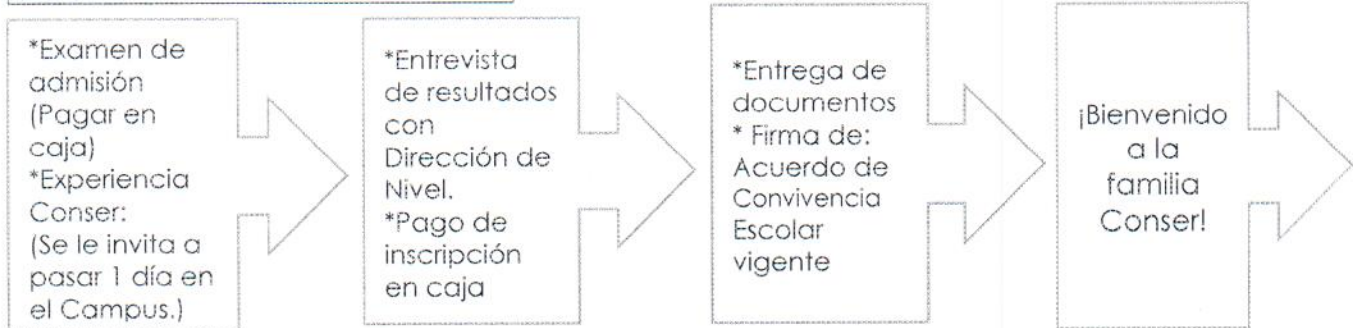 *Examen de
admisión
(Pagar en
caja)
*Experiencia
Conser:
(Se le invita a
pasar 1 día en
el Campus.)
*Entrevista
de resultados
con
Dirección de
Nivel.
*Pago de
inscripción
en caja
*Entrega de
documentos
* Firma de:
Acuerdo de
Convivencia
Escolar
vigente
¡Bienvenido
a la
familia
Conser!